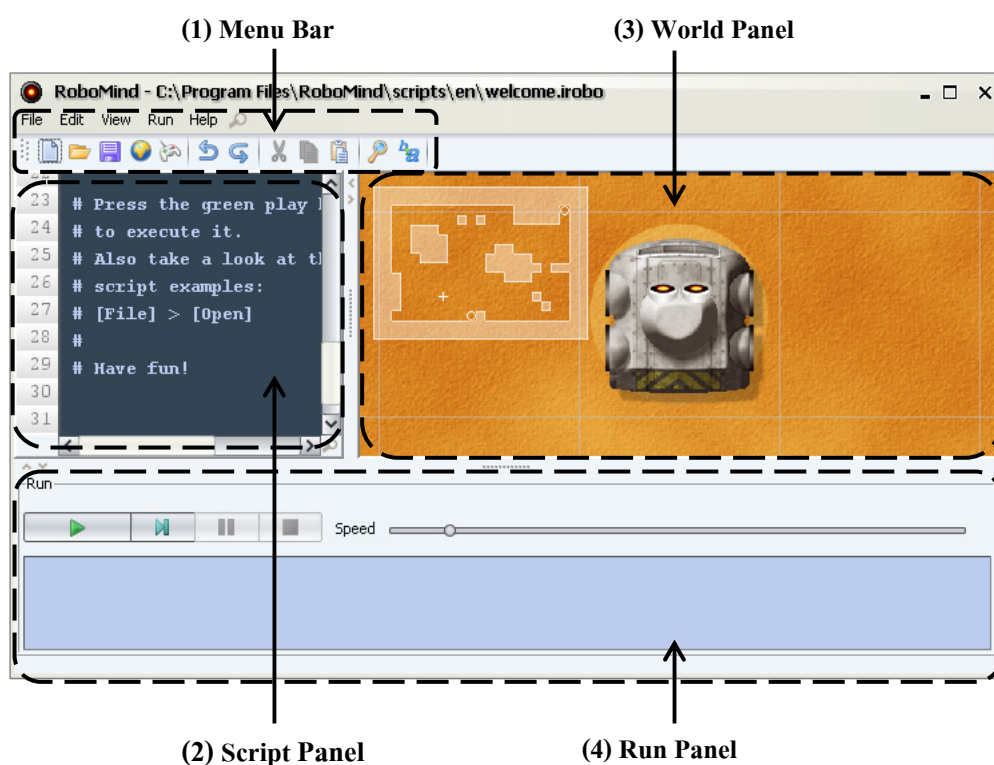 (1) Menu Bar
(3) World Panel
RoboMind - C:\Program Files\RoboMind\scripts\en\welcome.irobo
File Edit View Run Help
23 # Press the green play
24 # to execute it.
25 # Also take a look at
26 # script examples:
27 # [File] > [Open]
28 #
29 # Have fun!
30
31
Run
Speed
(2) Script Panel
(4) Run Panel